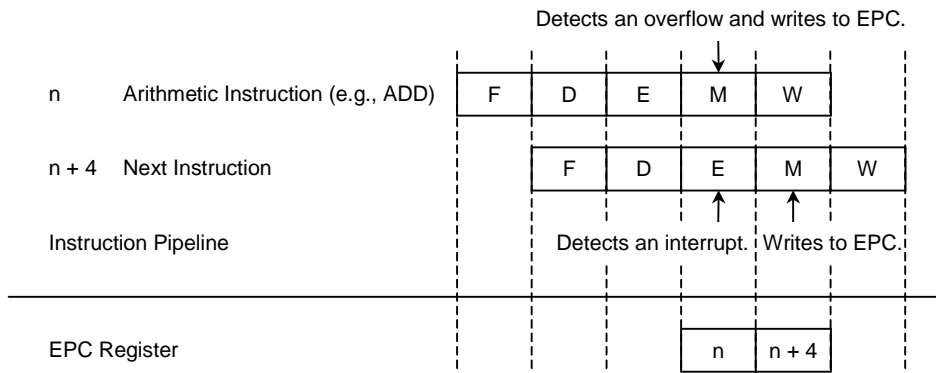 Detects an overflow and writes to EPC.
n Arithmetic Instruction (e.g., ADD) F D E M W
n + 4 Next Instruction F D E M W
Instruction Pipeline Detects an interrupt. Writes to EPC.
EPC Register n n + 4